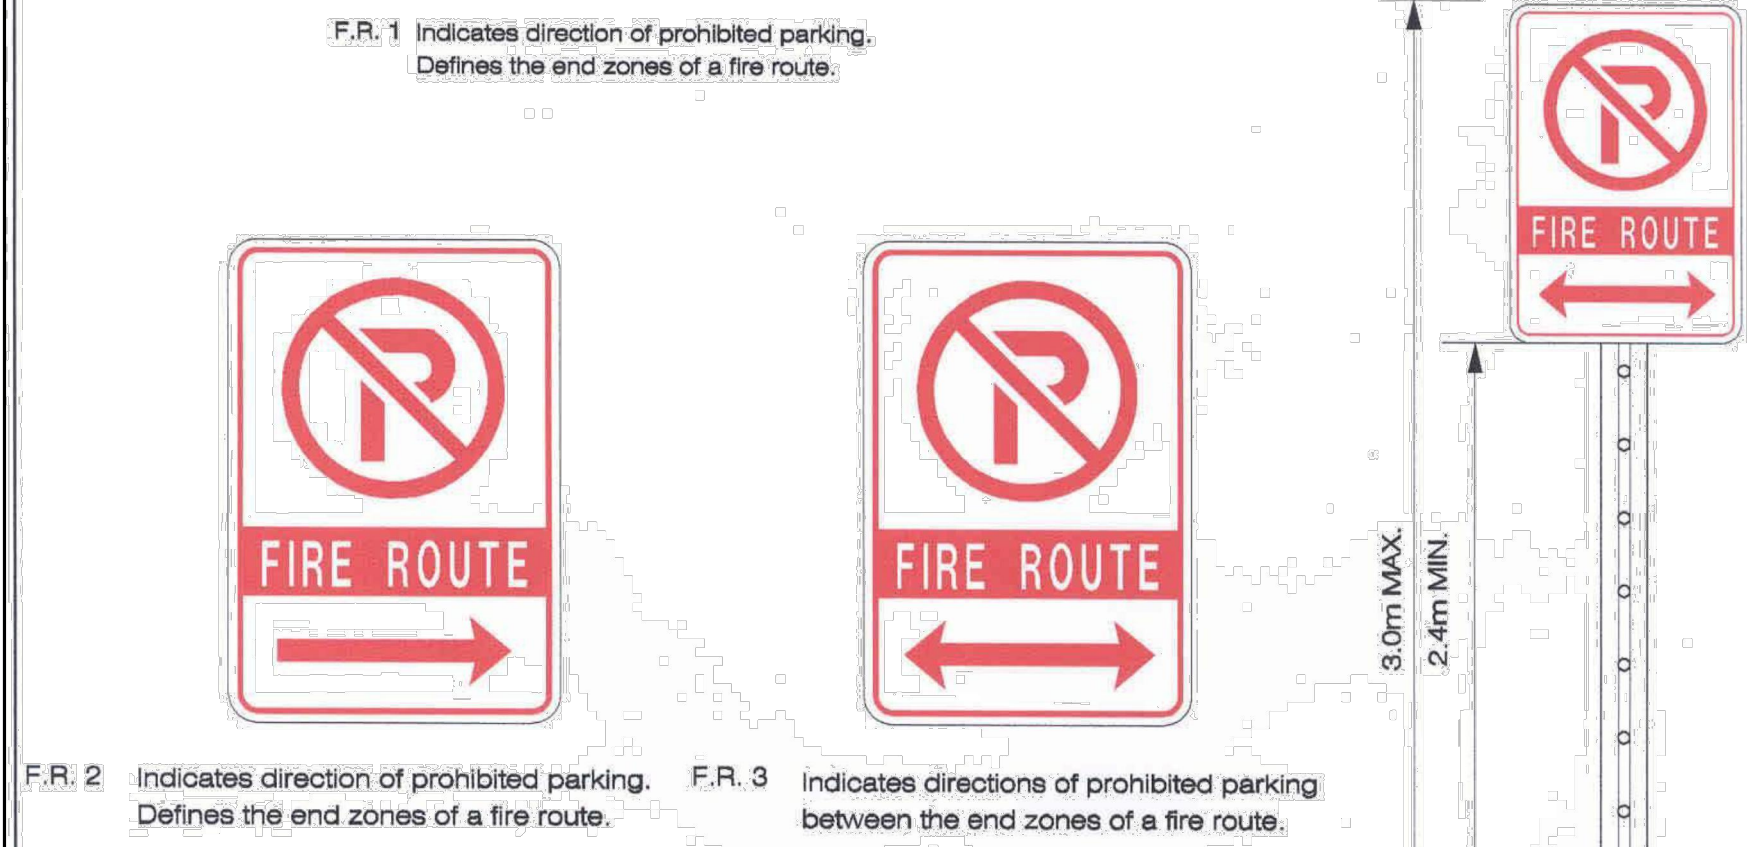 F.R. 1 Indicates direction of prohibited parking.
Defines the end zones of a fire route.
FIRE ROUTE
FIRE ROUTE
FIRE ROUTE
3.0m MAX.
2.4m MIN.
F.R. 2 Indicates direction of prohibited parking.
Defines the end zones of a fire route.
F.R. 3 Indicates directions of prohibited parking
between the end zones of a fire route.